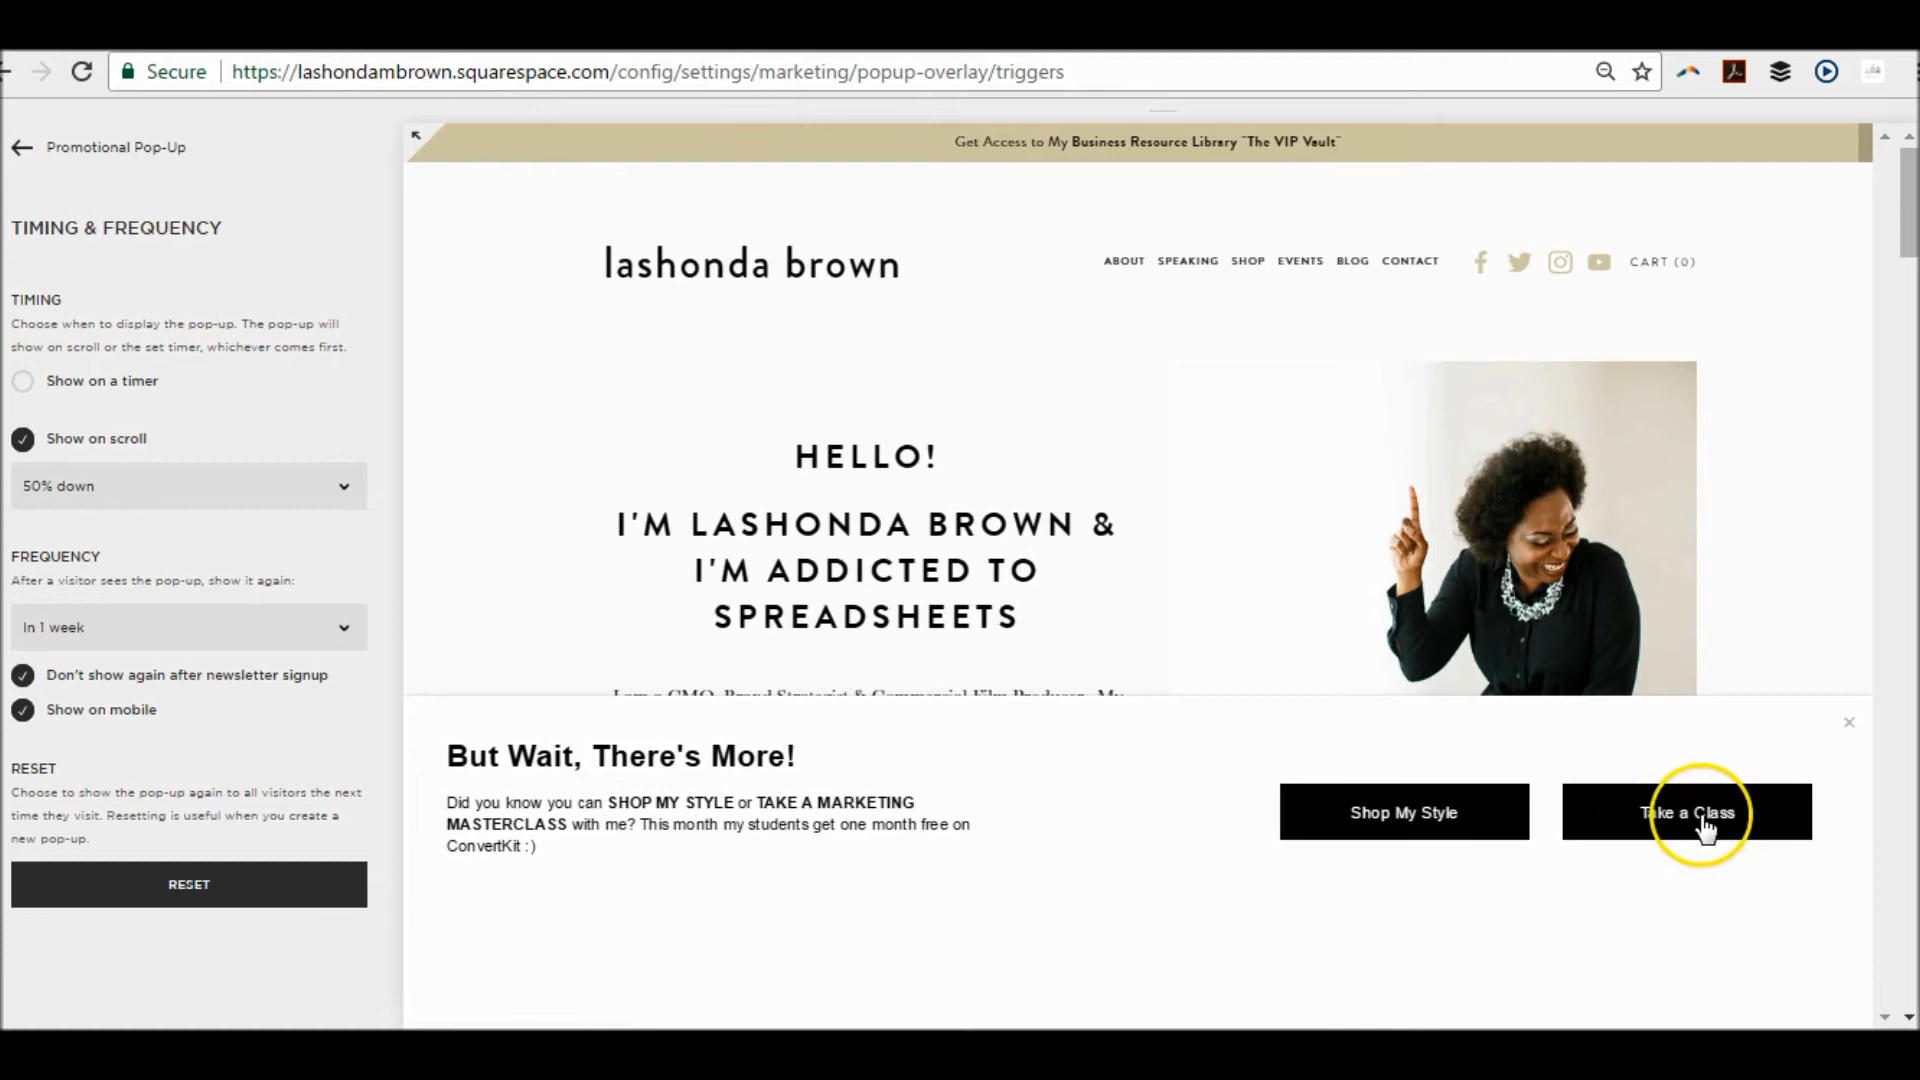 Secure
https://lashondambrown.squarespace.com/config/settings/marketing/popup-overlay/triggers
Promotional Pop-Up
TIMING & FREQUENCY
TIMING
Choose when to display the pop-up. The pop-up will
show on scroll or the set timer, whichever comes first.
Show on a timer
Show on scroll
50% down
FREQUENCY
After a visitor sees the pop-up, show it again:
In 1 week
Don't show again after newsletter signup
Show on mobile
RESET
Choose to show the pop-up again to all visitors the next
time they visit. Resetting is useful when you create a
new pop-up.
RESET
Get Access to My Business Resource Library "The VIP Vault"
lashonda brown
ABOUT SPEAKING SHOP EVENTS BLOG CONTACT
CART (0)
HELLO!
I'M LASHONDA BROWN &
I'M ADDICTED TO
SPREADSHEETS
I am a CMO, Brand Strategist & Commercial Film Producer. My
But Wait, There's More!
Did you know you can SHOP MY STYLE or TAKE A MARKETING
MASTERCLASS with me? This month my students get one month free on
ConvertKit :)
Shop My Style
Take a Class